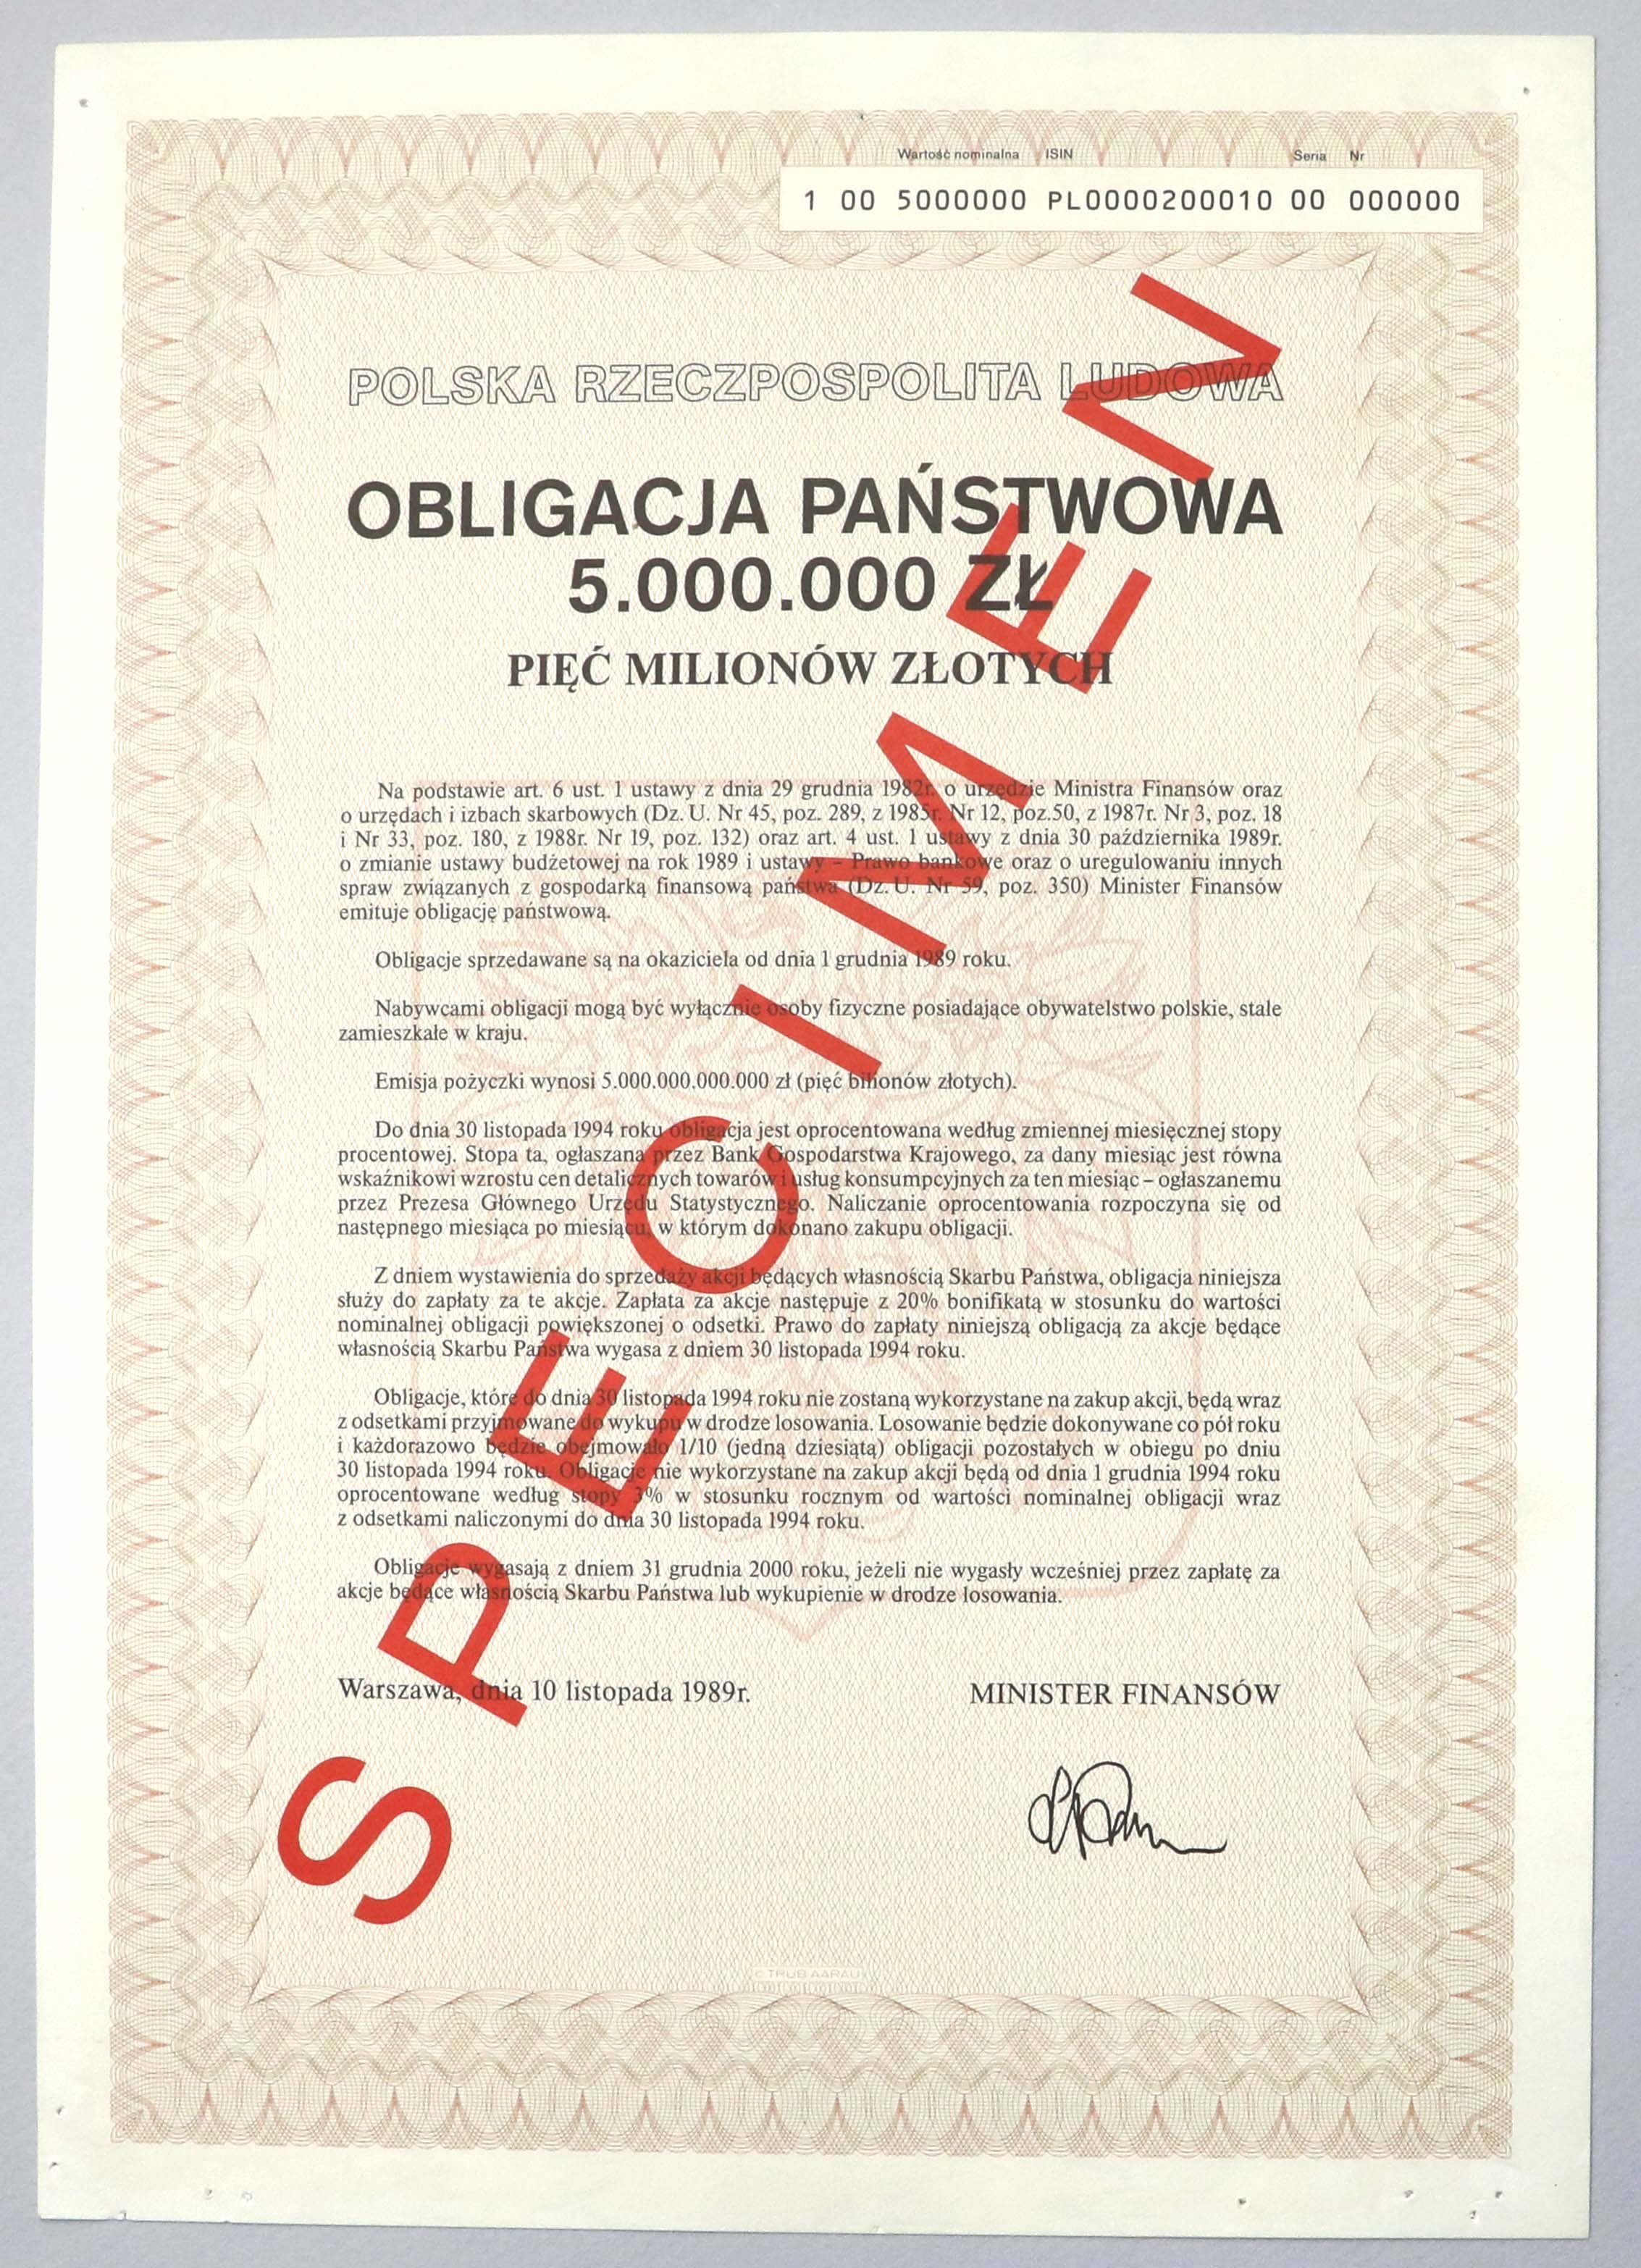 Wartość nominalna ISIN Seria Nr
1 00 5000000 PL0000200010 00 000000
POLSKA RZECZPOSPOLITA LUDOWA
OBLIGACJA PAŃSTWOWA
5.000.000 ZŁ
PIĘĆ MILIONÓW ZŁOTYCH
Na podstawie art. 6 ust. 1 ustawy z dnia 29 grudnia 1982r. o urzędzie Ministra Finansów oraz
o urzędach i izbach skarbowych (Dz. U. Nr 45, poz. 289, z 1985r. Nr 12, poz.50, z 1987r. Nr 3, poz. 18
i Nr 33, poz. 180, z 1988r. Nr 19, poz. 132) oraz art. 4 ust. 1 ustawy z dnia 30 października 1989r.
o zmianie ustawy budżetowej na rok 1989 i ustawy – Prawo bankowe oraz o uregulowaniu innych
spraw związanych z gospodarką finansową państwa (Dz. U. Nr 59, poz. 350) Minister Finansów
emituje obligację państwową.
Obligacje sprzedawane są na okaziciela od dnia 1 grudnia 1989 roku.
Nabywcami obligacji mogą być wyłącznie osoby fizyczne posiadające obywatelstwo polskie, stale
zamieszkałe w kraju.
Emisja pożyczki wynosi 5.000.000.000.000 zł (pięć bilionów złotych).
Do dnia 30 listopada 1994 roku obligacja jest oprocentowana według zmiennej miesięcznej stopy
procentowej. Stopa ta, ogłaszana przez Bank Gospodarstwa Krajowego, za dany miesiąc jest równa
wskaźnikowi wzrostu cen detalicznych towarów i usług konsumpcyjnych za ten miesiąc – ogłaszanemu
przez Prezesa Głównego Urzędu Statystycznego. Naliczanie oprocentowania rozpoczyna się od
następnego miesiąca po miesiącu, w którym dokonano zakupu obligacji.
Z dniem wystawienia do sprzedaży akcji będących własnością Skarbu Państwa, obligacja niniejsza
służy do zapłaty za te akcje. Zapłata za akcje następuje z 20% bonifikatą w stosunku do wartości
nominalnej obligacji powiększonej o odsetki. Prawo do zapłaty niniejszą obligacją za akcje będące
własnością Skarbu Państwa wygasa z dniem 30 listopada 1994 roku.
Obligacje, które do dnia 30 listopada 1994 roku nie zostaną wykorzystane na zakup akcji, będą wraz
z odsetkami przyjmowane do wykupu w drodze losowania. Losowanie będzie dokonywane co pół roku
i każdorazowo będzie obejmowało 1/10 (jedną dziesiątą) obligacji pozostałych w obiegu po dniu
30 listopada 1994 roku. Obligacje nie wykorzystane na zakup akcji będą od dnia 1 grudnia 1994 roku
oprocentowane według stopy 3% w stosunku rocznym od wartości nominalnej obligacji wraz
z odsetkami naliczonymi do dnia 30 listopada 1994 roku.
Obligacje wygasają z dniem 31 grudnia 2000 roku, jeżeli nie wygasły wcześniej przez zapłatę za
akcje będące własnością Skarbu Państwa lub wykupienie w drodze losowania.
Warszawa, dnia 10 listopada 1989r. MINISTER FINANSÓW
SPECIMEN
© THUB AARAU